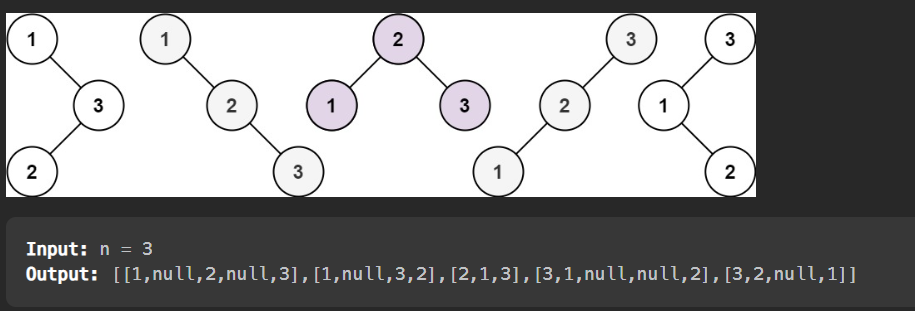 1 1 2 3 3
3 2 1 3 2 1
2 3 1 2
Input: n = 3
Output: [[1,null,2,null,3],[1,null,3,2],[2,1,3],[3,1,null,null,2],[3,2,null,1]]